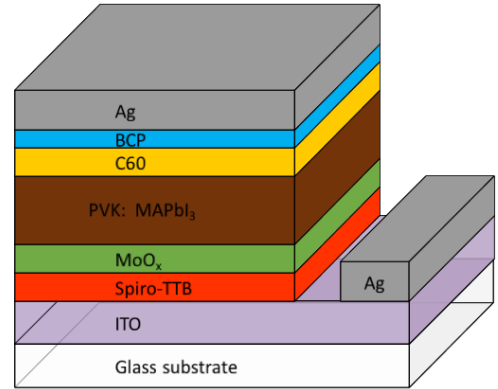 Ag
BCP
C60
PVK: MAPbI₃
MoOₓ
Spiro-TTB
Ag
ITO
Glass substrate